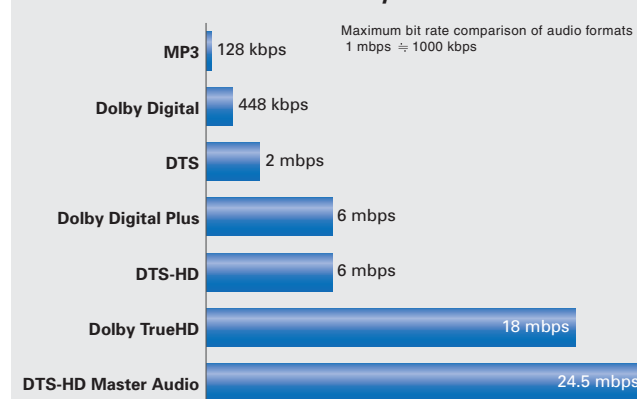 Maximum bit rate comparison of audio formats
1 mbps ≒ 1000 kbps
MP3 128 kbps
Dolby Digital 448 kbps
DTS 2 mbps
Dolby Digital Plus 6 mbps
DTS-HD 6 mbps
Dolby TrueHD 18 mbps
DTS-HD Master Audio 24.5 mbps